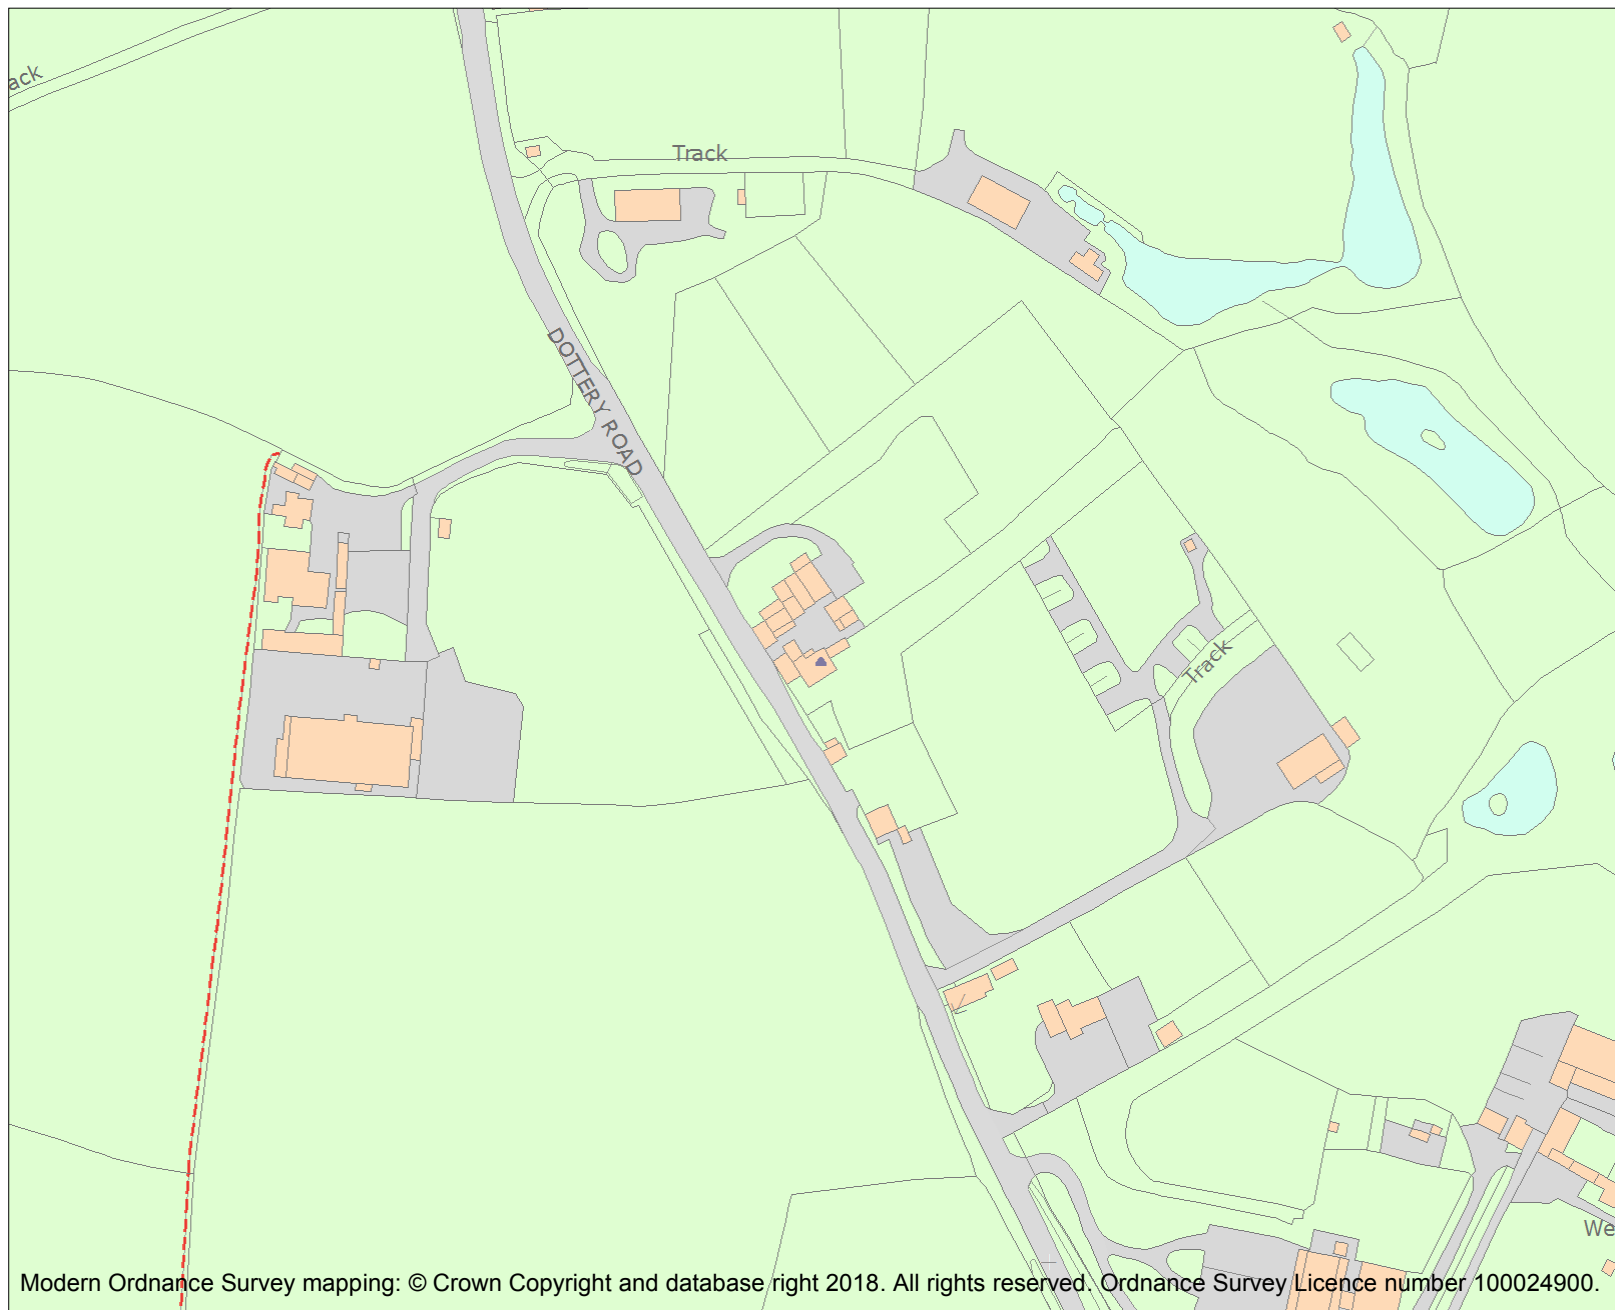 ack
Track
DOTTERY ROAD
Track
We
Modern Ordnance Survey mapping: © Crown Copyright and database right 2018. All rights reserved. Ordnance Survey Licence number 100024900.